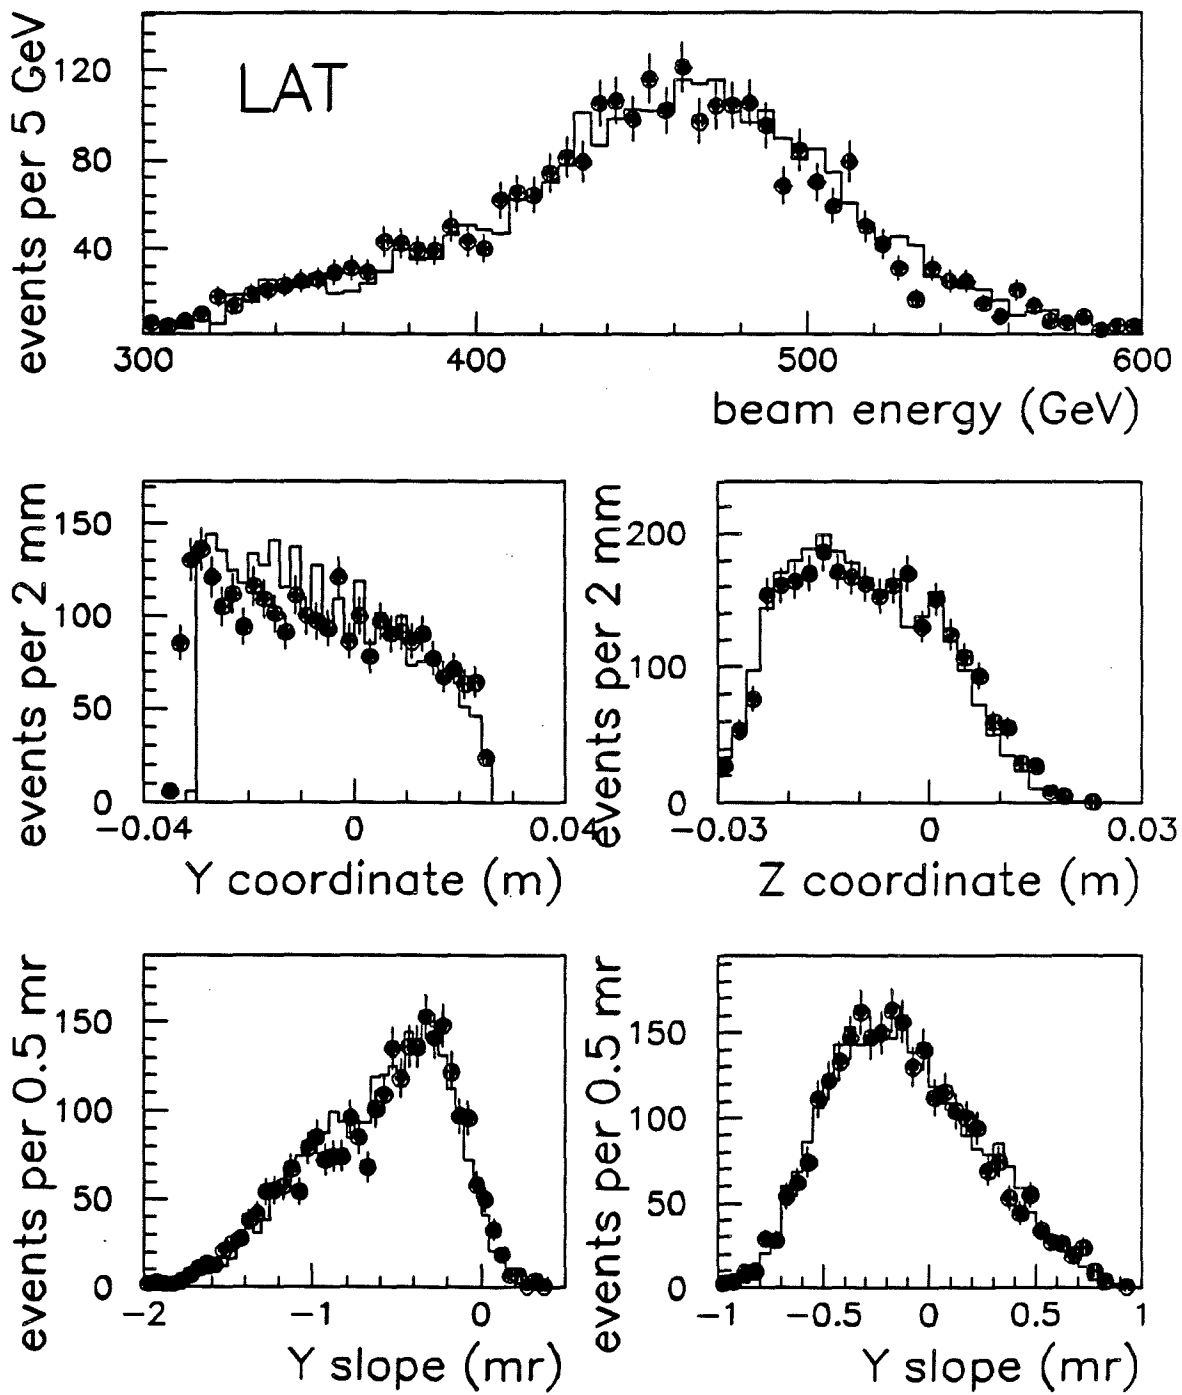 events per 5 GeV
LAT
120
80
40
300 400 500 600
beam energy (GeV)
events per 2 mm
150
100
50
0
-0.04 0 0.04
Y coordinate (m)
events per 2 mm
200
100
0
-0.03 0 0.03
Z coordinate (m)
events per 0.5 mr
150
100
50
0
-2 -1 0
Y slope (mr)
events per 0.5 mr
150
100
50
0
-1 -0.5 0 0.5 1
Y slope (mr)